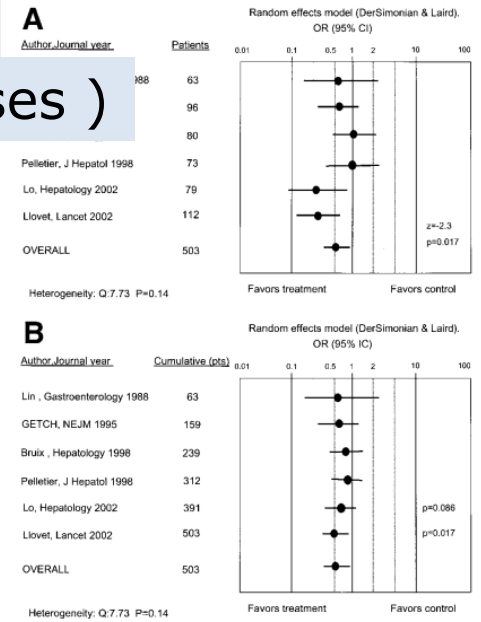 A
Random effects model (DerSimonian & Laird).
OR (95% CI)
Author,Journal year Patients
0.01 0.1 0.5 1 2 10 100
ses )
988 63
96
80
Pelletier, J Hepatol 1998 73
Lo, Hepatology 2002 79
Llovet, Lancet 2002 112
z=-2.3
p=0.017
OVERALL 503
Favors treatment Favors control
Heterogeneity: Q:7.73 P=0.14
B
Random effects model (DerSimonian & Laird).
OR (95% IC)
Author,Journal year Cumulative (pts)
0.01 0.1 0.5 1 2 10 100
Lin , Gastroenterology 1988 63
GETCH, NEJM 1995 159
Bruix , Hepatology 1998 239
Pelletier, J Hepatol 1998 312
Lo, Hepatology 2002 391 p=0.086
Llovet, Lancet 2002 503 p=0.017
OVERALL 503
Favors treatment Favors control
Heterogeneity: Q:7.73 P=0.14